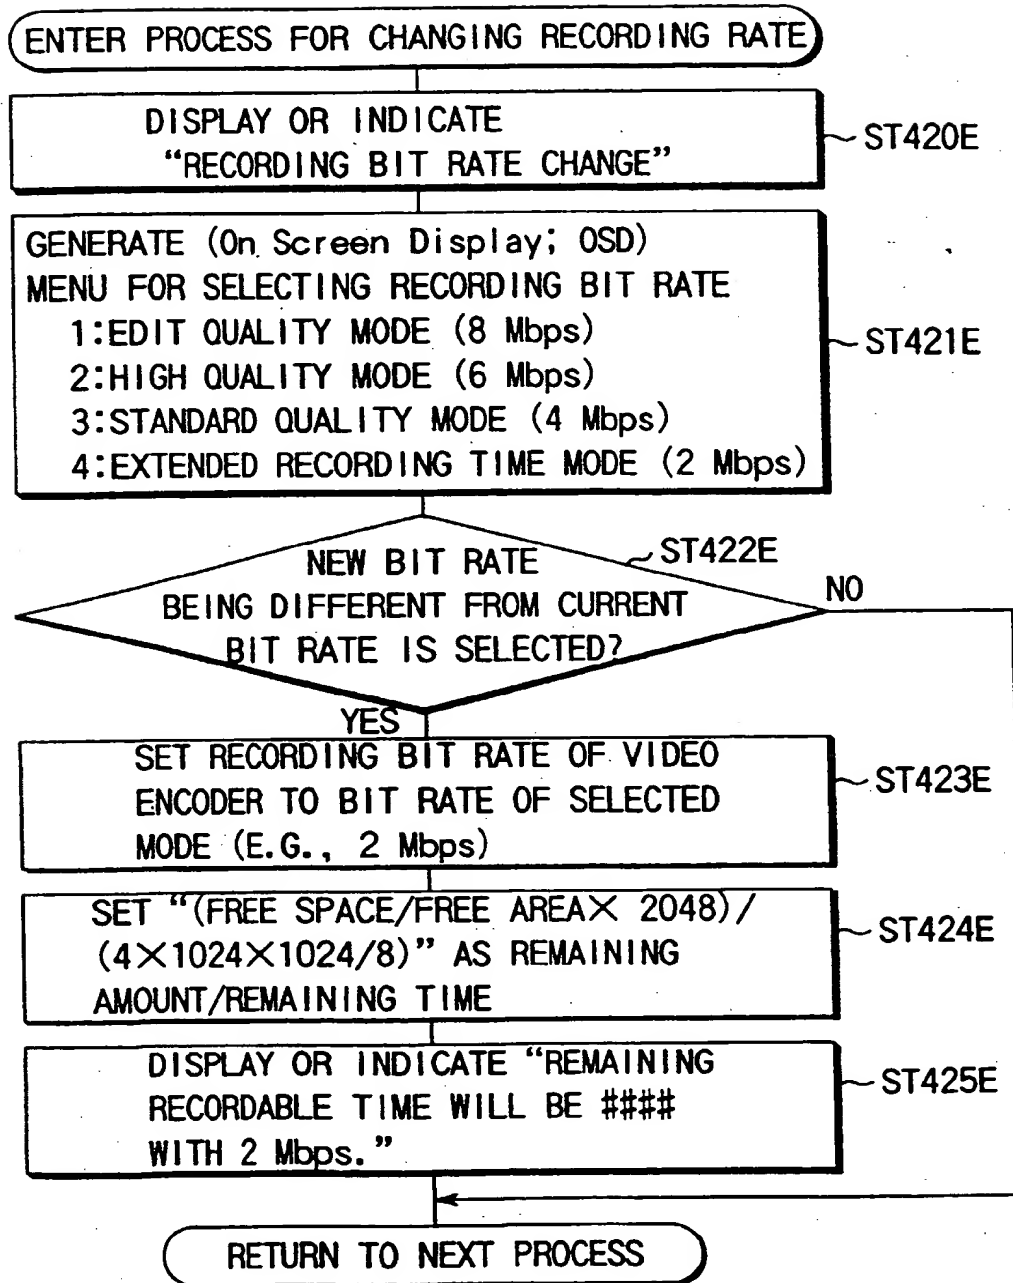 ENTER PROCESS FOR CHANGING RECORDING RATE
DISPLAY OR INDICATE
“RECORDING BIT RATE CHANGE”
ST420E
GENERATE (On Screen Display; OSD)
MENU FOR SELECTING RECORDING BIT RATE
1:EDIT QUALITY MODE (8 Mbps)
2:HIGH QUALITY MODE (6 Mbps)
3:STANDARD QUALITY MODE (4 Mbps)
4:EXTENDED RECORDING TIME MODE (2 Mbps)
ST421E
NEW BIT RATE
BEING DIFFERENT FROM CURRENT
BIT RATE IS SELECTED?
ST422E
NO
YES
SET RECORDING BIT RATE OF VIDEO
ENCODER TO BIT RATE OF SELECTED
MODE (E.G., 2 Mbps)
ST423E
SET “(FREE SPACE/FREE AREA× 2048)/
(4×1024×1024/8)” AS REMAINING
AMOUNT/REMAINING TIME
ST424E
DISPLAY OR INDICATE “REMAINING
RECORDABLE TIME WILL BE ####
WITH 2 Mbps.”
ST425E
RETURN TO NEXT PROCESS